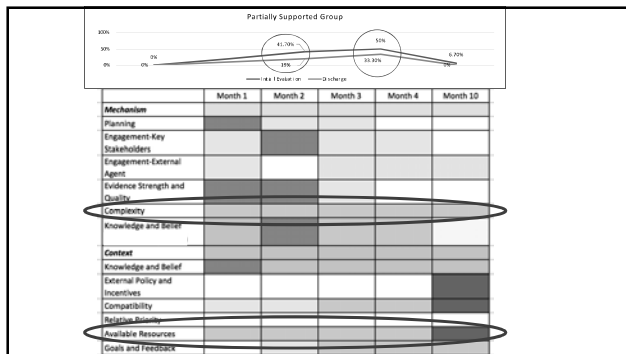 Partially Supported Group
100%
50%
0%
0%
0%
41.70%
19%
50%
33.30%
6.70%
0%
Initial Evaluation
Discharge
Month 1 Month 2 Month 3 Month 4 Month 10
Mechanism
Planning
Engagement-Key
Stakeholders
Engagement-External
Agent
Evidence Strength and
Quality
Complexity
Knowledge and Belief
Context
Knowledge and Belief
External Policy and
Incentives
Compatibility
Relative Priority
Available Resources
Goals and Feedback